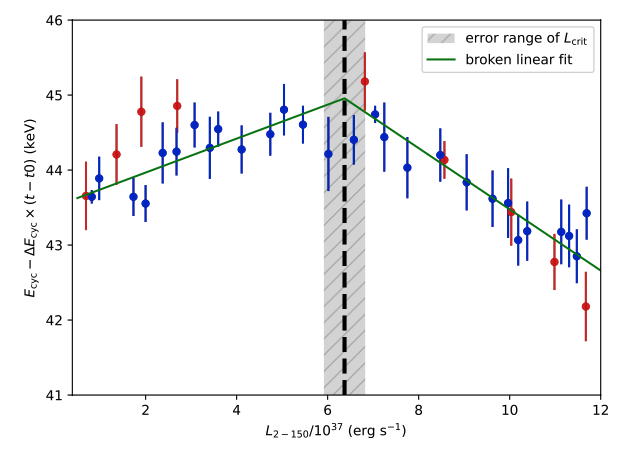 46
45
44
43
42
41
E_cyc − ΔE_cyc × (t − t0) (keV)
error range of L_crit
broken linear fit
2 4 6 8 10 12
L_2−150/10^37 (erg s^−1)